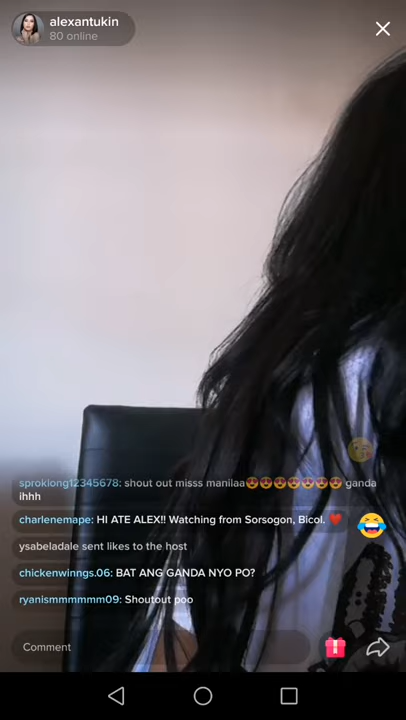 alexantukin
80 online
sproklong12345678: shout out misss manilaa😍😍😍😍😍😍😍 ganda
ihhh
charlenemape: HI ATE ALEX!! Watching from Sorsogon, Bicol. ❤️
ysabeladale sent likes to the host
chickenwinngs.06: BAT ANG GANDA NYO PO?
ryanismmmmmm09: Shoutout poo
Comment